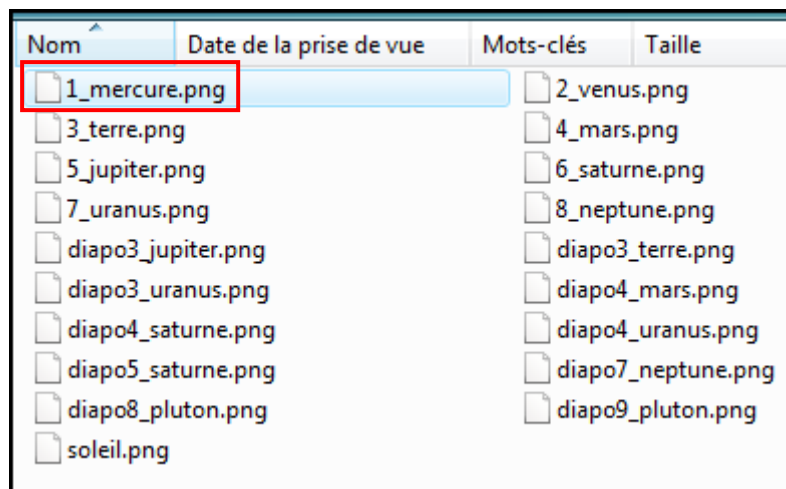 Nom Date de la prise de vue Mots-clés Taille
1_mercure.png 2_venus.png
3_terre.png 4_mars.png
5_jupiter.png 6_saturne.png
7_uranus.png 8_neptune.png
diapo3_jupiter.png diapo3_terre.png
diapo3_uranus.png diapo4_mars.png
diapo4_saturne.png diapo4_uranus.png
diapo5_saturne.png diapo7_neptune.png
diapo8_pluton.png diapo9_pluton.png
soleil.png